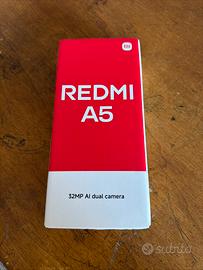 mi
REDMI
A5
32MP AI dual camera
subito